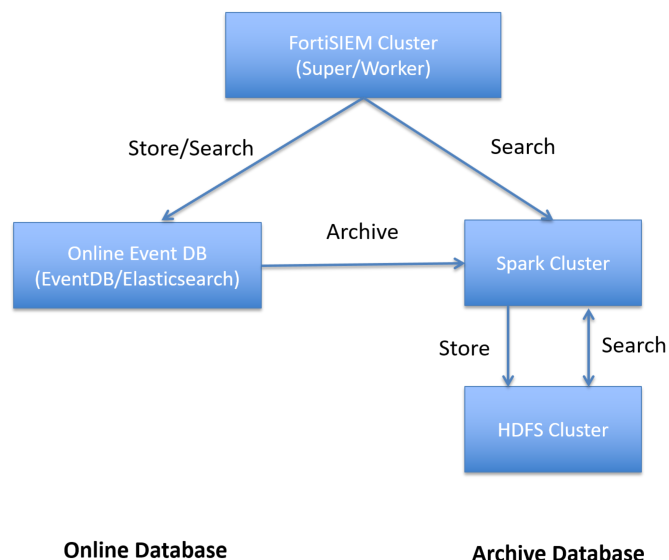 FortiSIEM Cluster
(Super/Worker)
Store/Search
Search
Archive
Online Event DB
(EventDB/Elasticsearch)
Spark Cluster
Store
Search
HDFS Cluster
Online Database
Archive Database